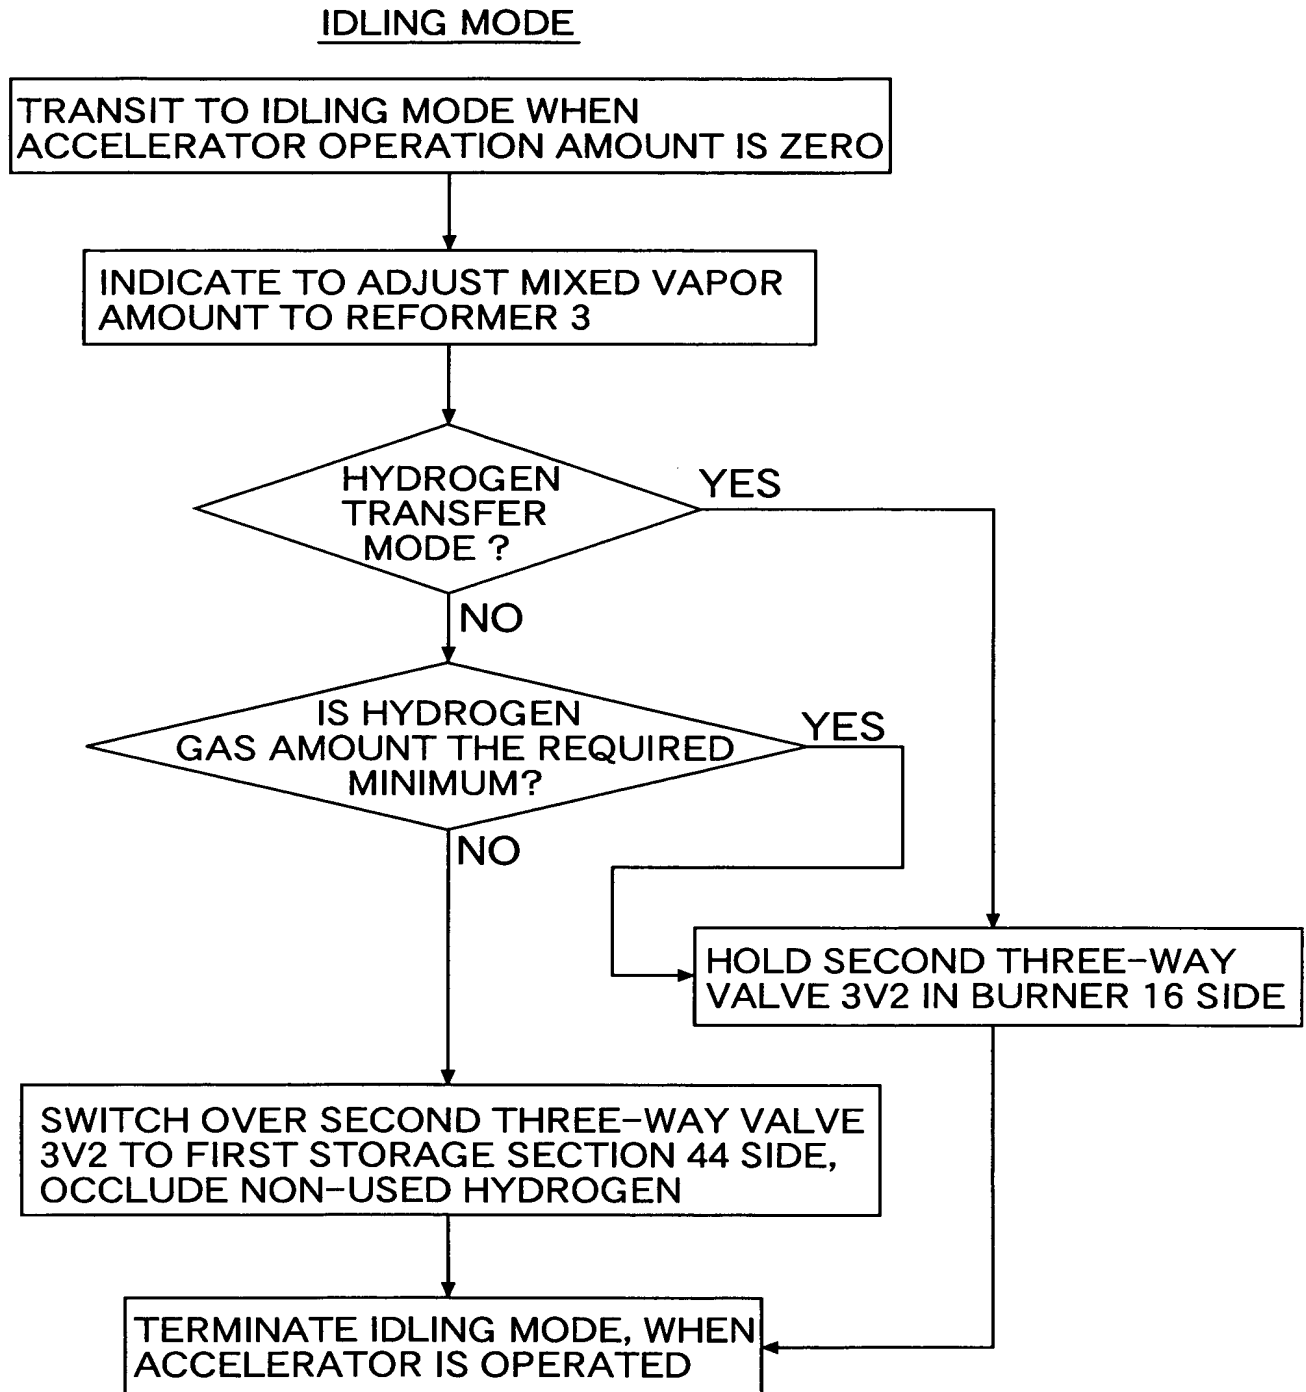 IDLING MODE
TRANSIT TO IDLING MODE WHEN
ACCELERATOR OPERATION AMOUNT IS ZERO
INDICATE TO ADJUST MIXED VAPOR
AMOUNT TO REFORMER 3
HYDROGEN
TRANSFER
MODE ?
YES
NO
IS HYDROGEN
GAS AMOUNT THE REQUIRED
MINIMUM?
YES
NO
HOLD SECOND THREE-WAY
VALVE 3V2 IN BURNER 16 SIDE
SWITCH OVER SECOND THREE-WAY VALVE
3V2 TO FIRST STORAGE SECTION 44 SIDE,
OCCLUDE NON-USED HYDROGEN
TERMINATE IDLING MODE, WHEN
ACCELERATOR IS OPERATED